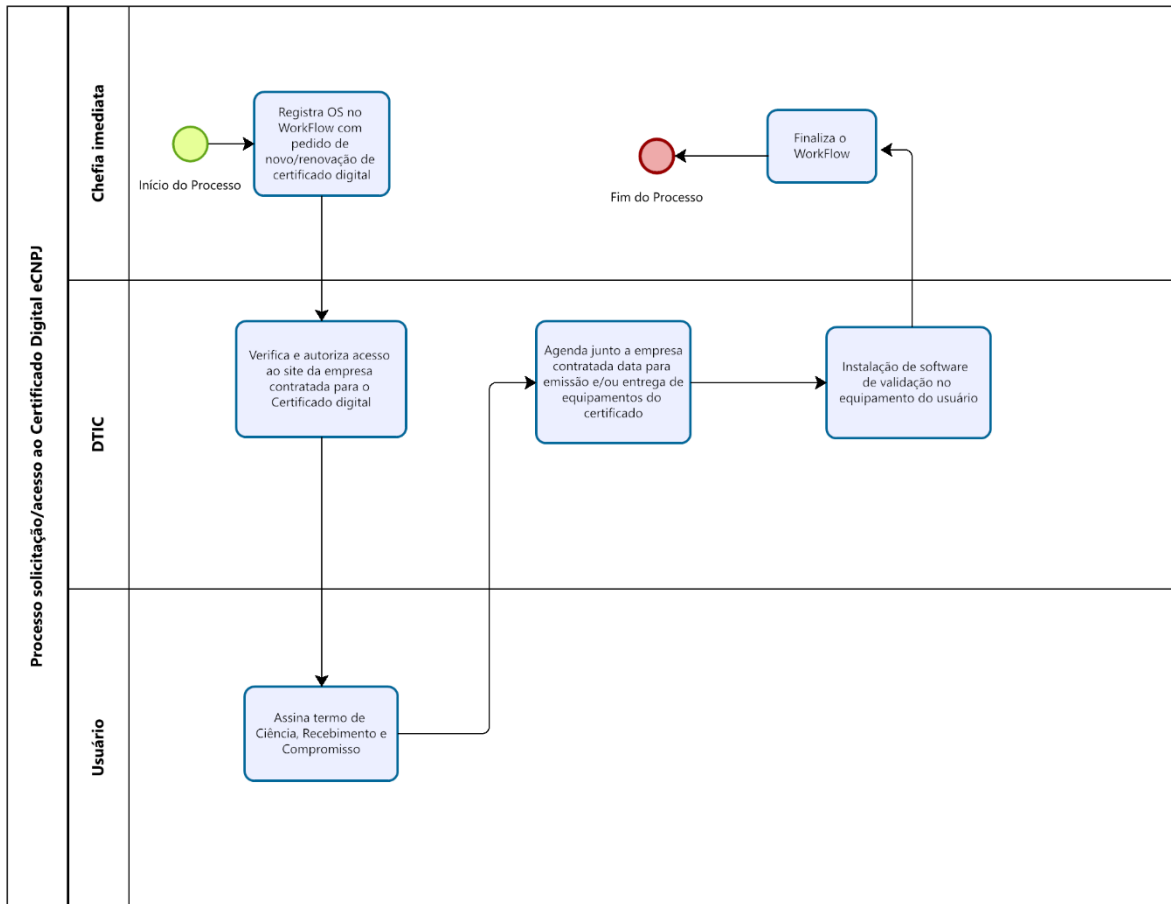 Processo solicitação/acesso ao Certificado Digital eCNPJ
Chefia imediata
Início do Processo
Registra OS no
WorkFlow com
pedido de
novo/renovação de
certificado digital
Fim do Processo
Finaliza o
WorkFlow
DTIC
Verifica e autoriza acesso
ao site da empresa
contratada para o
Certificado digital
Agenda junto a empresa
contratada data para
emissão e/ou entrega de
equipamentos do
certificado
Instalação de software
de validação no
equipamento do usuário
Usuário
Assina termo de
Ciência, Recebimento e
Compromisso